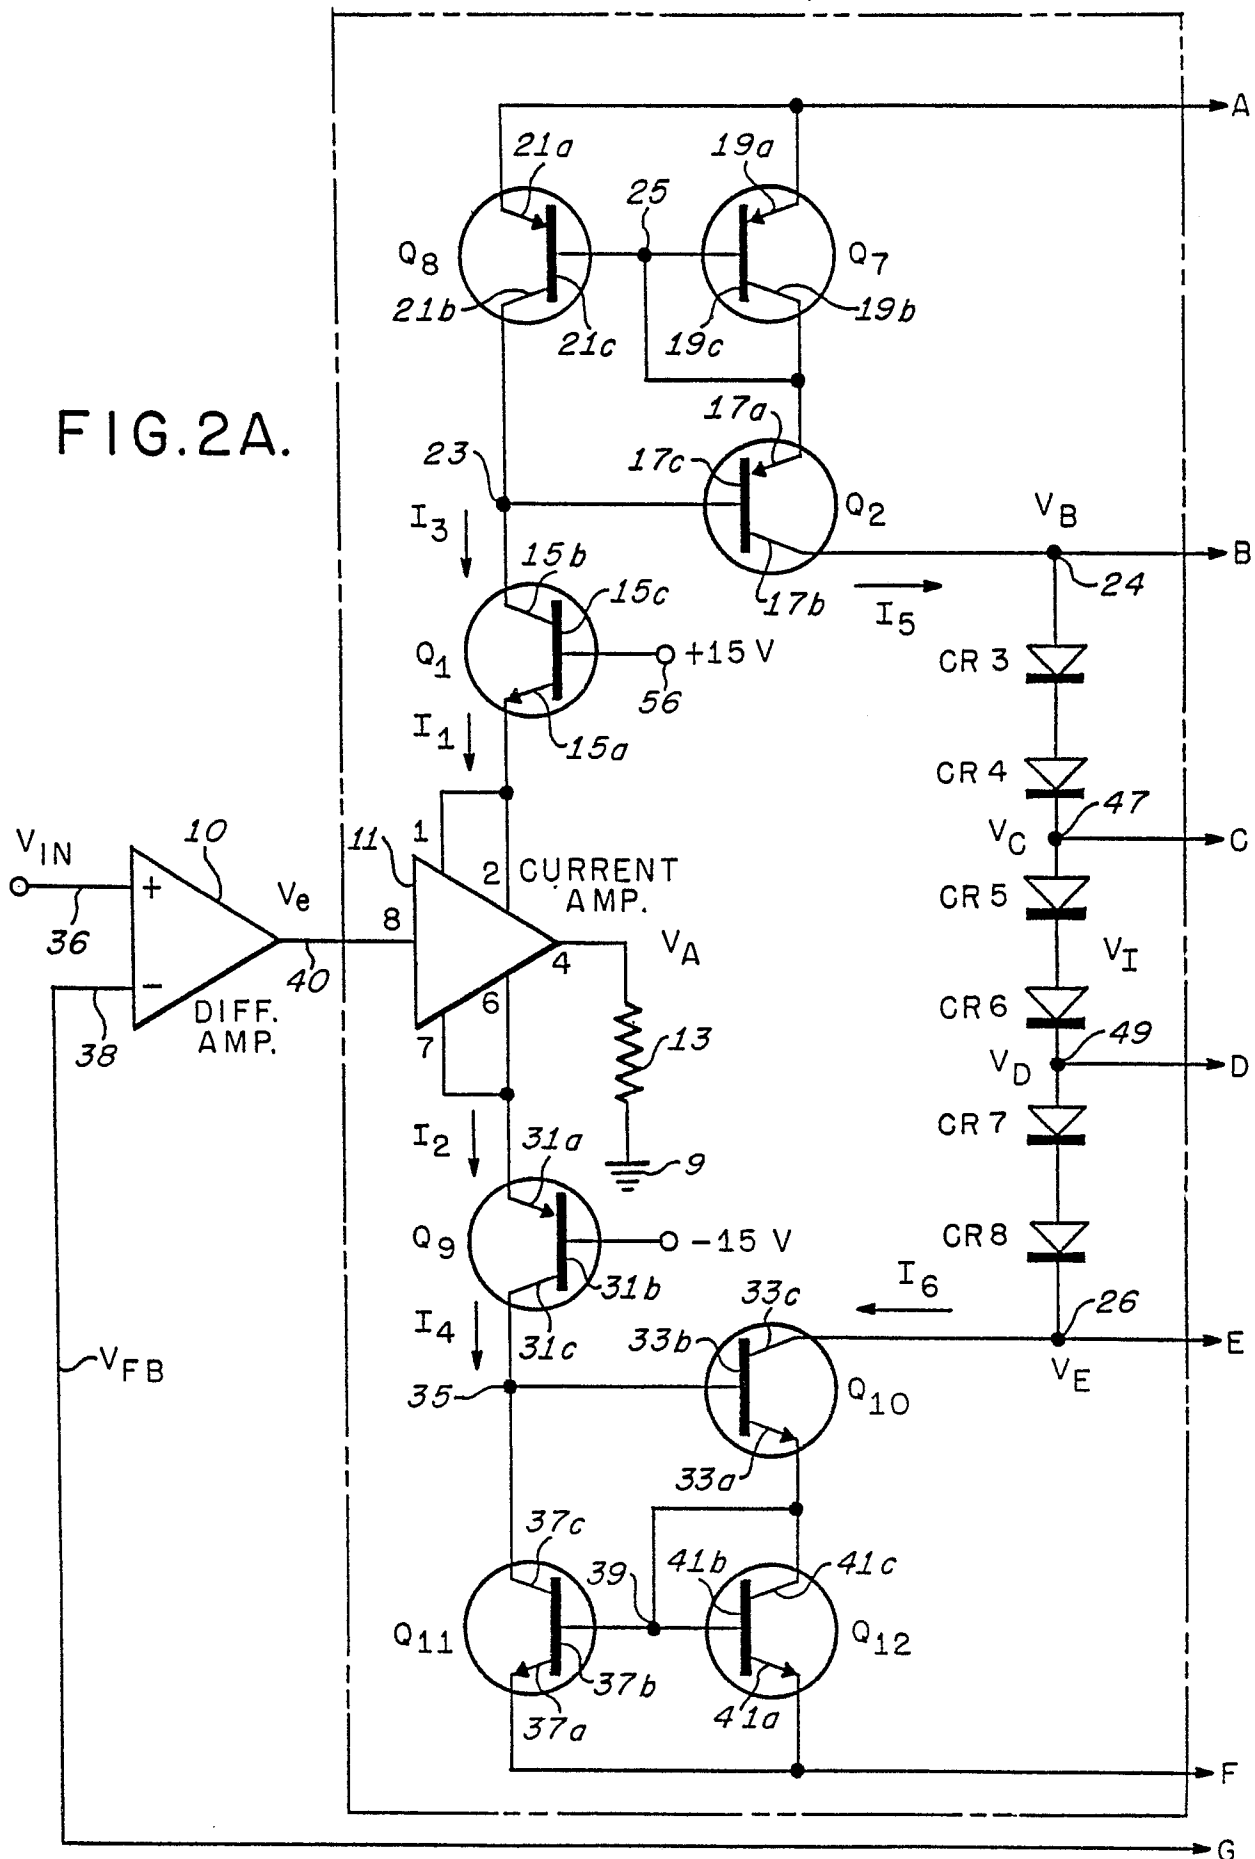 A
21a
19a
25
Q8
Q7
21b
21c
19c
19b
FIG.2A.
17a
17c
23
Q2
I3
VB
B
15b
15c
17b
I5
24
Q1
+15 V
56
CR 3
I1
15a
CR 4
47
VIN
10
11
1
2
CURRENT AMP.
VC
C
+
Ve
8
CR5
36
40
VA
VI
4
38
−
DIFF. AMP.
6
7
CR 6
13
49
VD
D
I2
31a
9
CR 7
Q9
−15 V
CR8
31b
I6
I4
31c
33c
33b
26
E
VFB
35
Q10
VE
33a
37c
39
41b
41c
Q11
Q12
37b
37a
41a
F
G